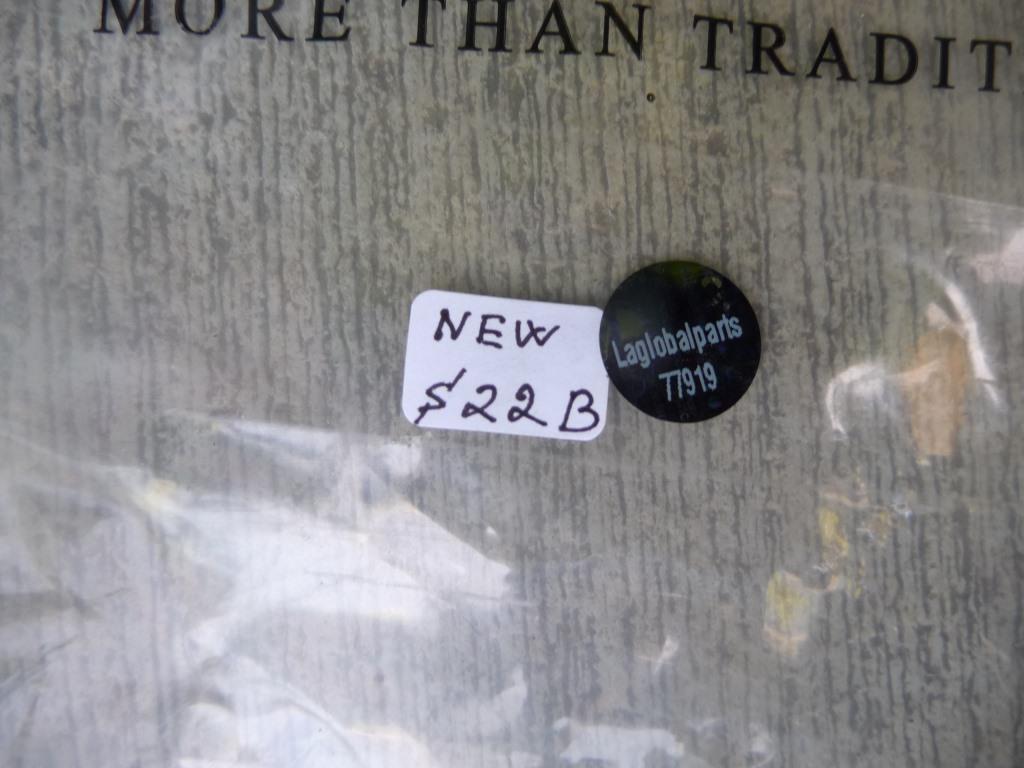 MORE THAN TRADIT
NEW
$22B
Laglobalparts
77919